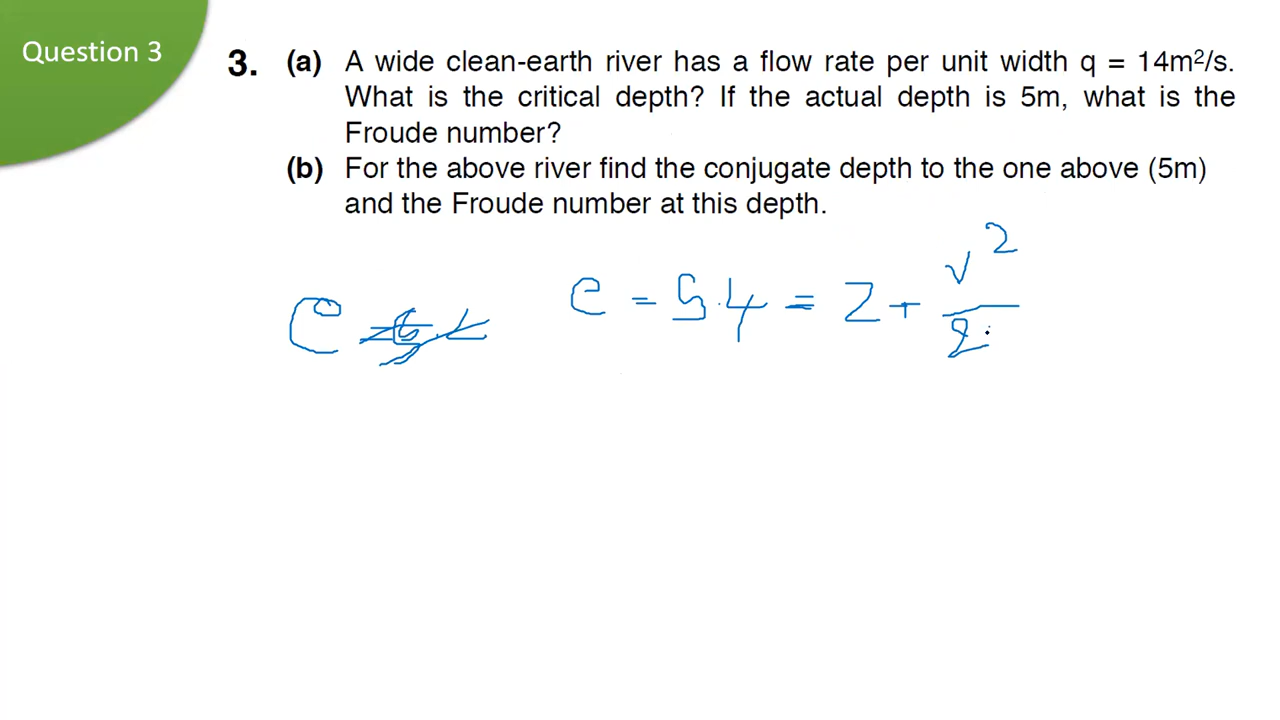 Question 3
3. (a) A wide clean-earth river has a flow rate per unit width q = 14m²/s.
What is the critical depth? If the actual depth is 5m, what is the
Froude number?
(b) For the above river find the conjugate depth to the one above (5m)
and the Froude number at this depth.
e = 5.4 = 2 + v²
2